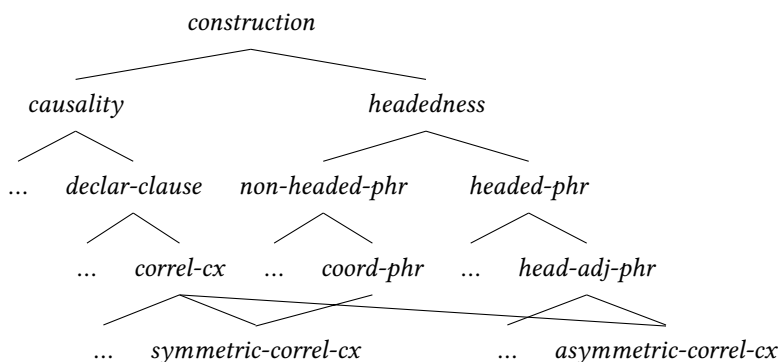 construction
causality headedness
... declar-clause non-headed-phr headed-phr
... correl-cx ... coord-phr ... head-adj-phr
... symmetric-correl-cx ... asymmetric-correl-cx